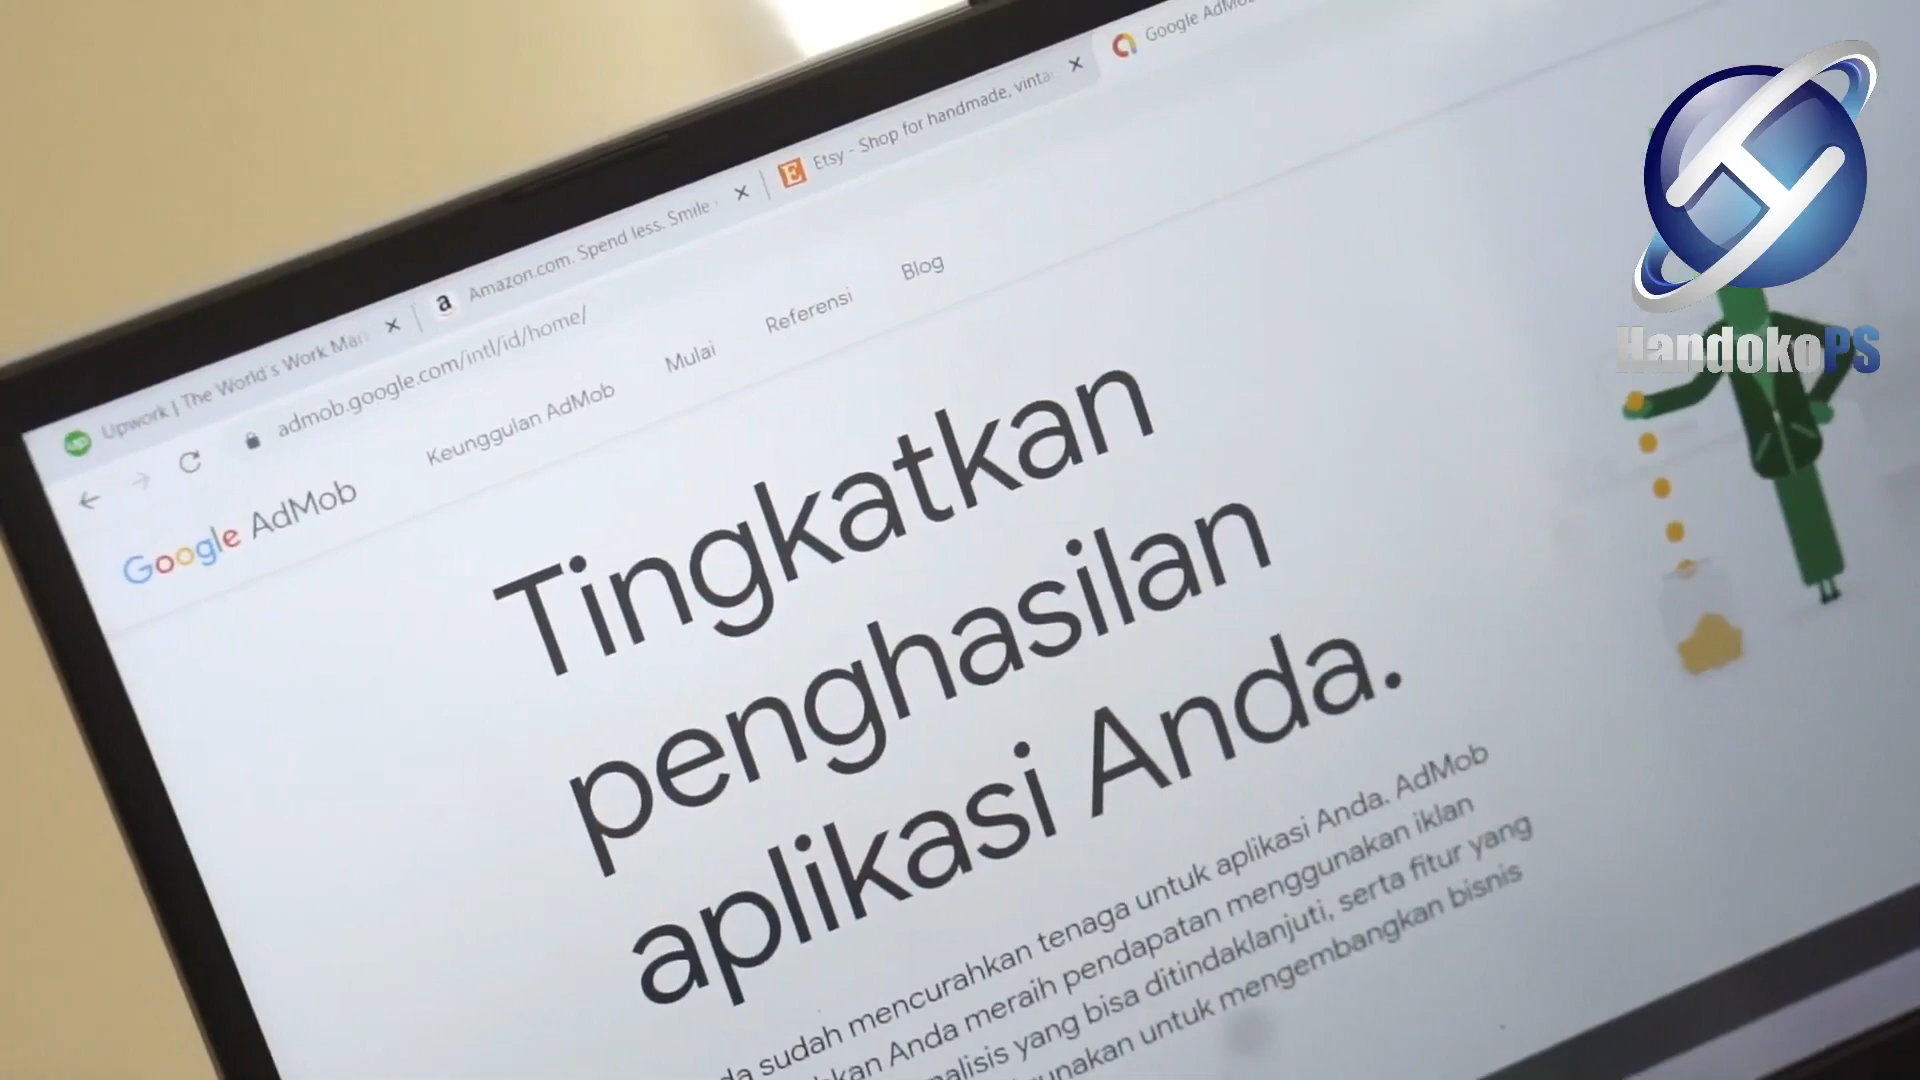 Upwork | The World's Work Mar
Amazon.com. Spend less. Smile
Etsy - Shop for handmade, vinta
Google AdMob
admob.google.com/intl/id/home/
Google AdMob
Keunggulan AdMob
Mulai
Referensi
Blog
HandokoPS
Tingkatkan
penghasilan
aplikasi Anda.
sudah mencurahkan tenaga untuk aplikasi Anda. AdMob
Anda meraih pendapatan menggunakan iklan
yang bisa ditindaklanjuti, serta fitur yang
untuk mengembangkan bisnis